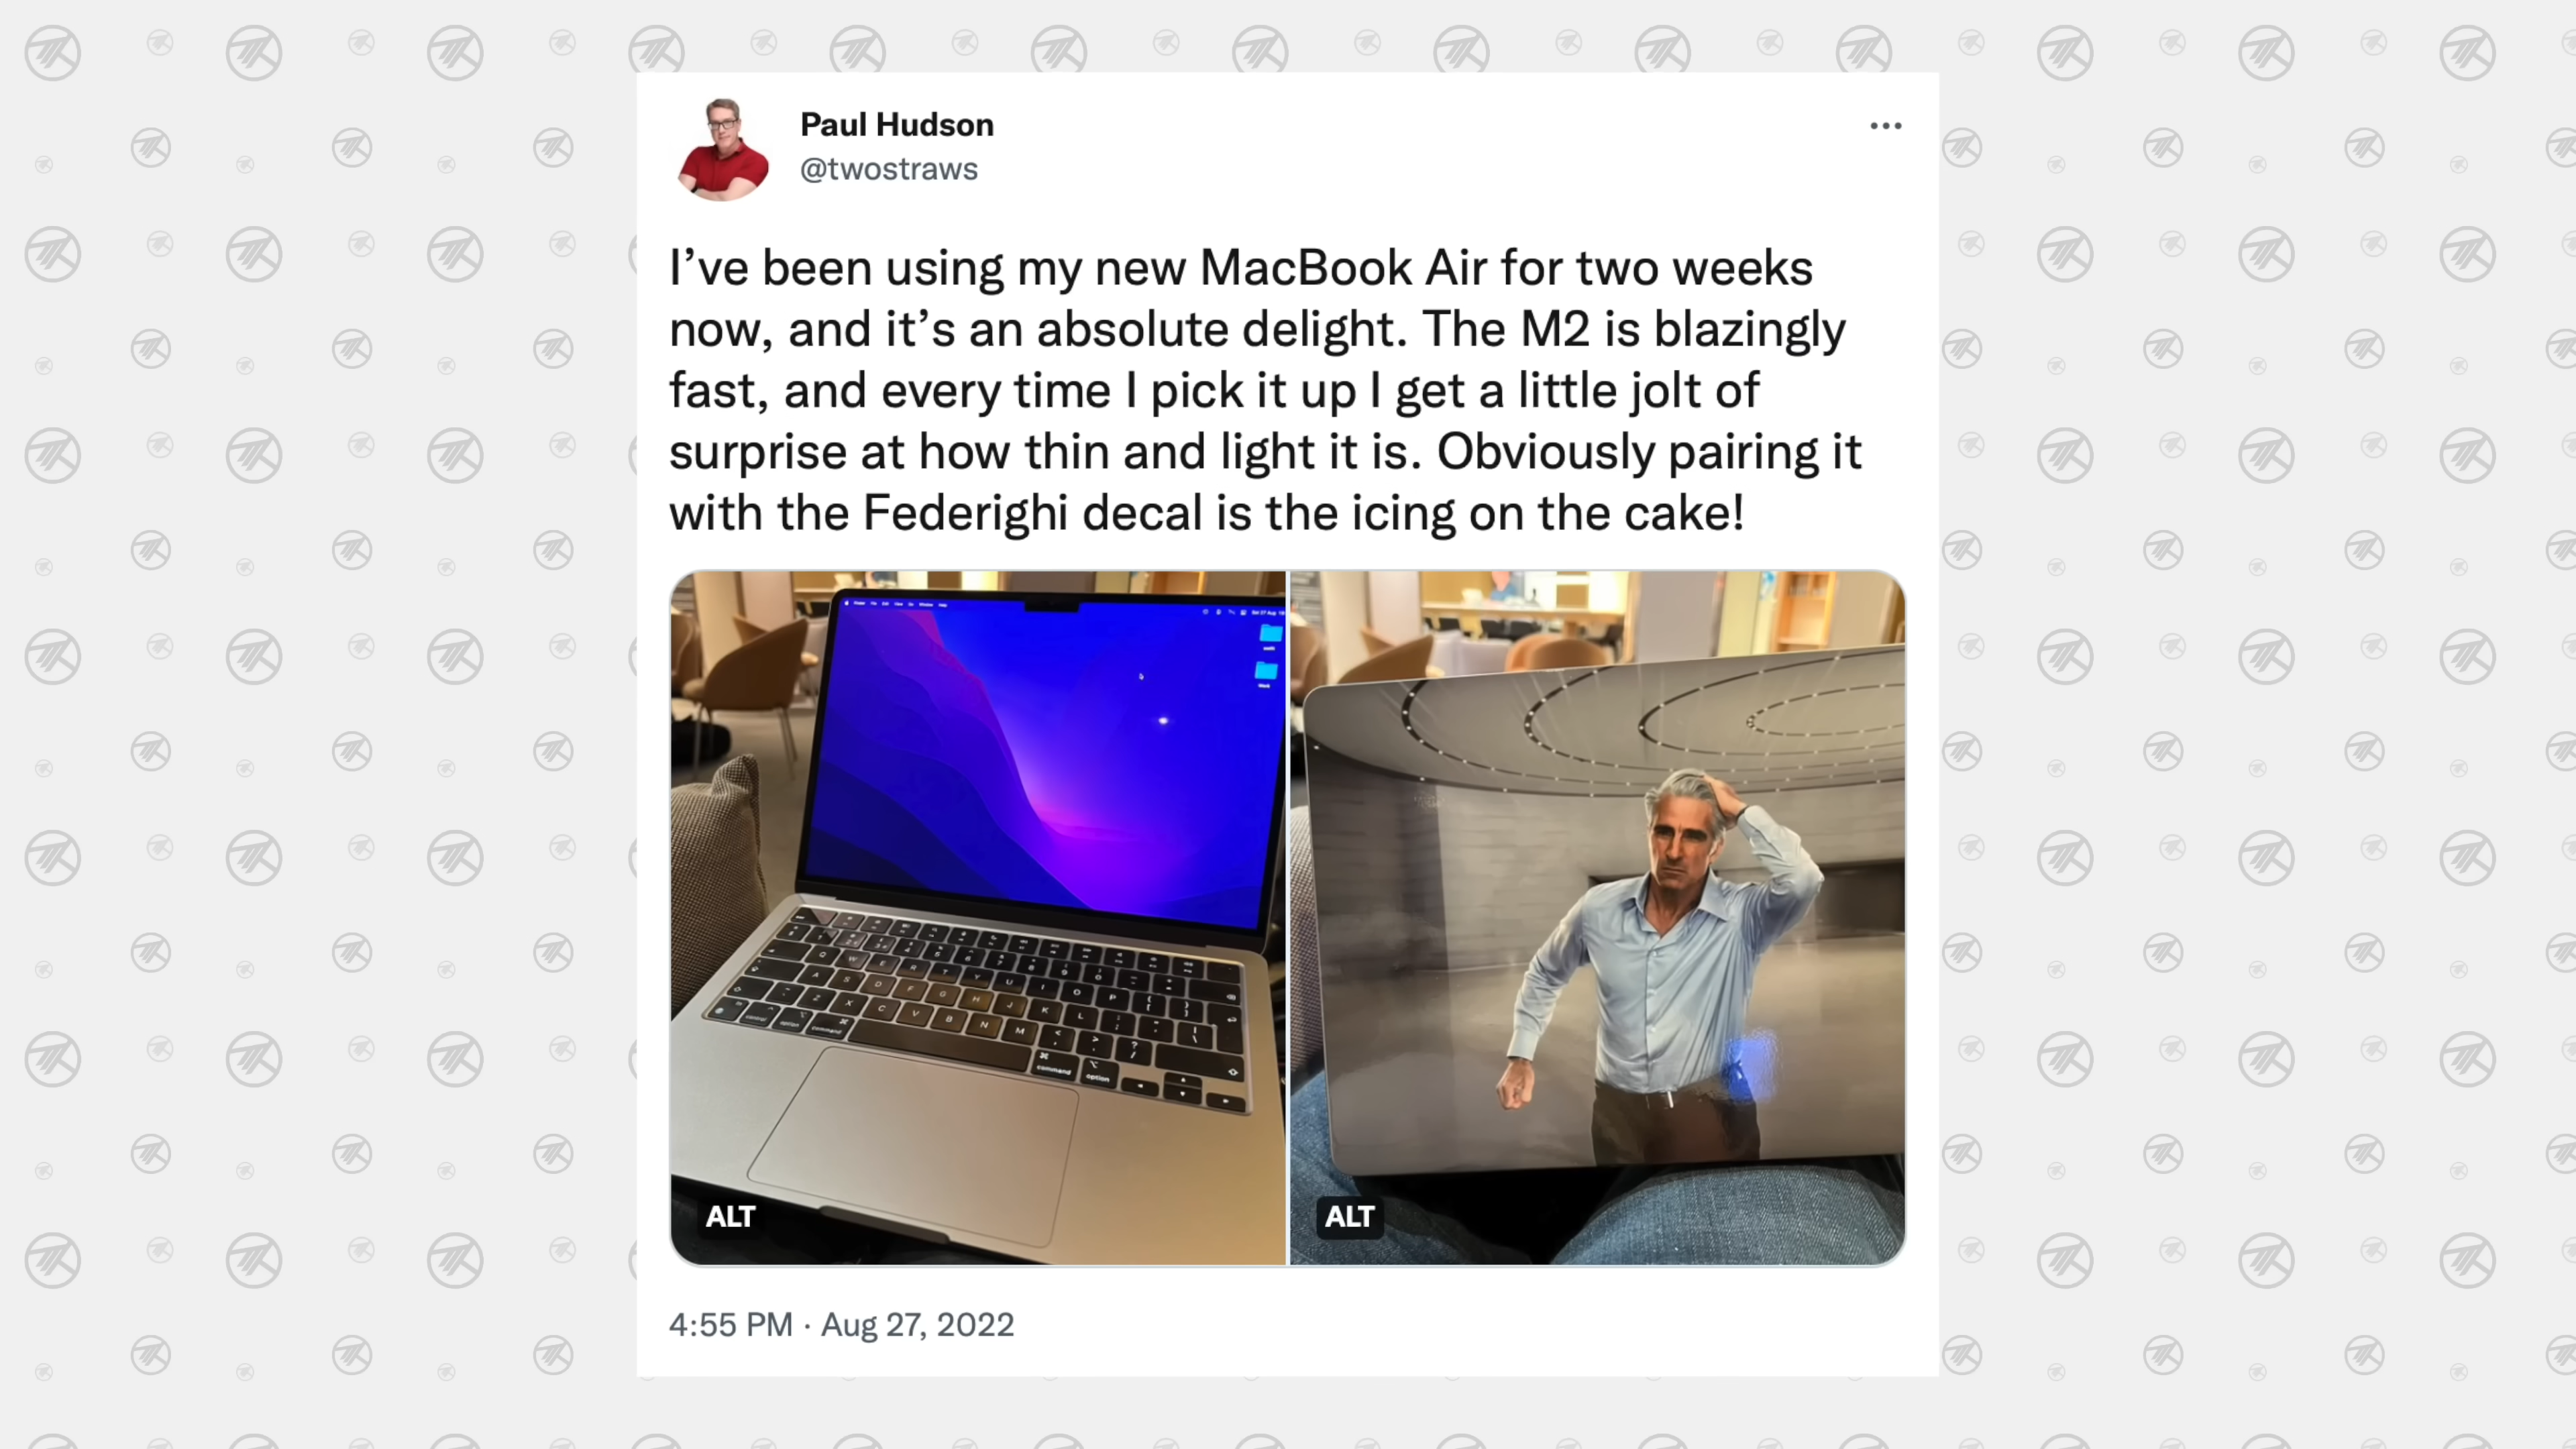 Paul Hudson
@twostraws
I’ve been using my new MacBook Air for two weeks
now, and it’s an absolute delight. The M2 is blazingly
fast, and every time I pick it up I get a little jolt of
surprise at how thin and light it is. Obviously pairing it
with the Federighi decal is the icing on the cake!
ALT
ALT
4:55 PM · Aug 27, 2022